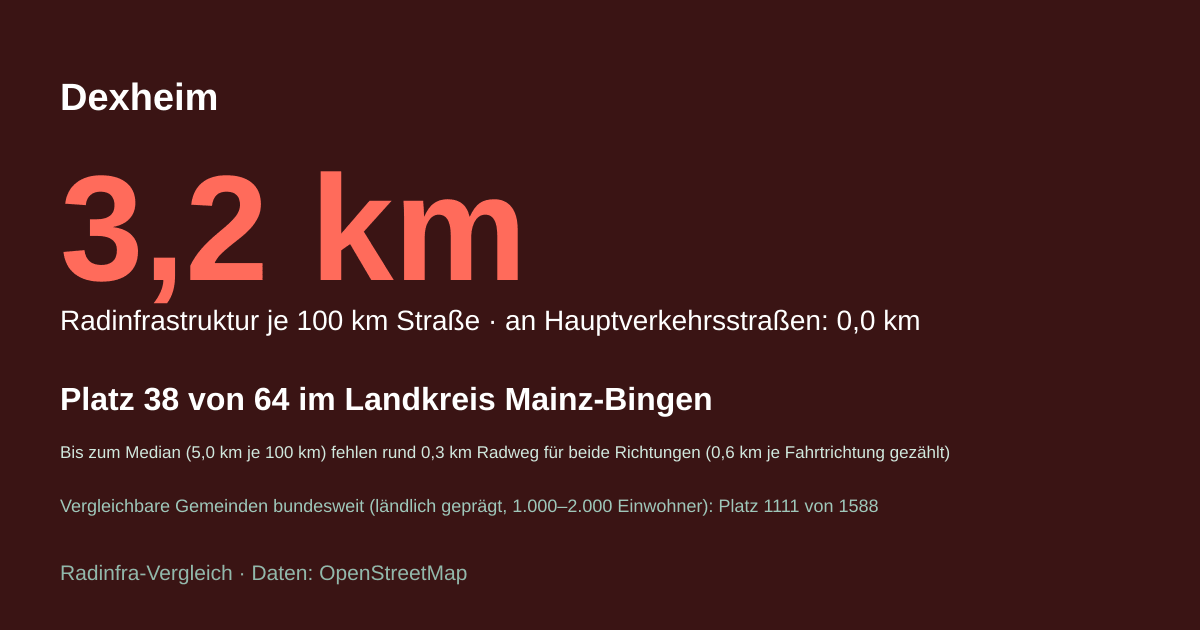 Dexheim
3,2 km
Radinfrastruktur je 100 km Straße · an Hauptverkehrsstraßen: 0,0 km
Platz 38 von 64 im Landkreis Mainz-Bingen
Bis zum Median (5,0 km je 100 km) fehlen rund 0,3 km Radweg für beide Richtungen (0,6 km je Fahrtrichtung gezählt)
Vergleichbare Gemeinden bundesweit (ländlich geprägt, 1.000–2.000 Einwohner): Platz 1111 von 1588
Radinfra-Vergleich · Daten: OpenStreetMap